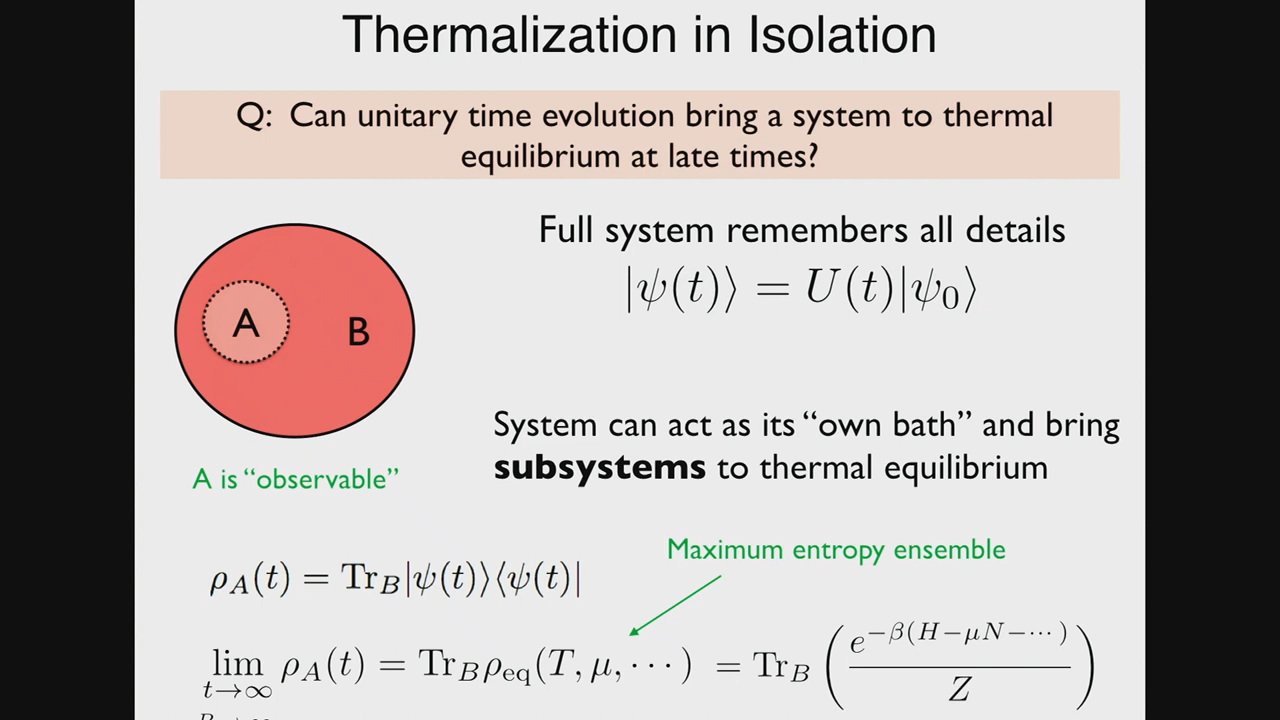 Thermalization in Isolation
Q: Can unitary time evolution bring a system to thermal
equilibrium at late times?
Full system remembers all details
|ψ(t)⟩ = U(t)|ψ₀⟩
A
B
System can act as its “own bath” and bring
subsystems to thermal equilibrium
A is “observable”
Maximum entropy ensemble
ρ_A(t) = Tr_B|ψ(t)⟩⟨ψ(t)|
lim_{t→∞} ρ_A(t) = Tr_B ρ_eq(T, μ, ⋯) = Tr_B (e^{−β(H−μN−⋯)} / Z)